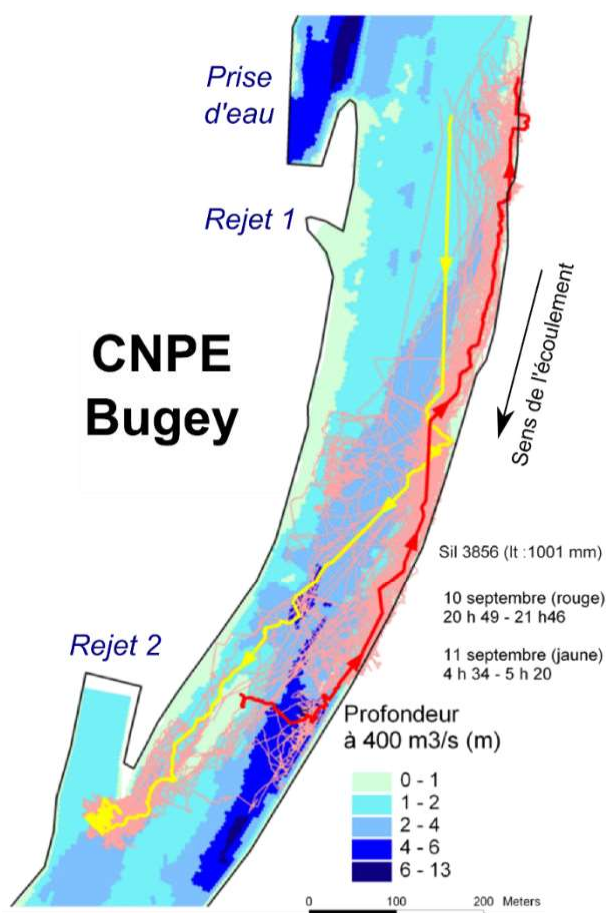 Prise
d'eau
Rejet 1
CNPE
Bugey
Sens de l'écoulement
Sil 3856 (lt :1001 mm)
10 septembre (rouge)
20 h 49 - 21 h46
11 septembre (jaune)
4 h 34 - 5 h 20
Rejet 2
Profondeur
à 400 m3/s (m)
0 - 1
1 - 2
2 - 4
4 - 6
6 - 13
0 100 200 Meters